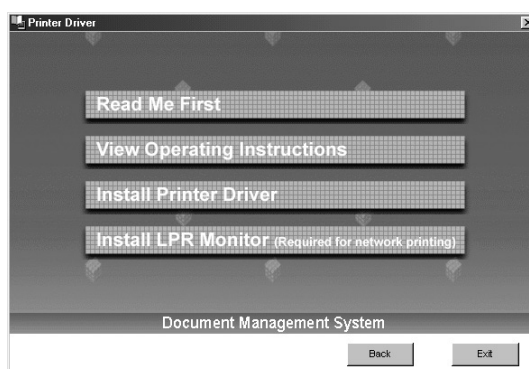 Printer Driver
Read Me First
View Operating Instructions
Install Printer Driver
Install LPR Monitor (Required for network printing)
Document Management System
Back
Exit